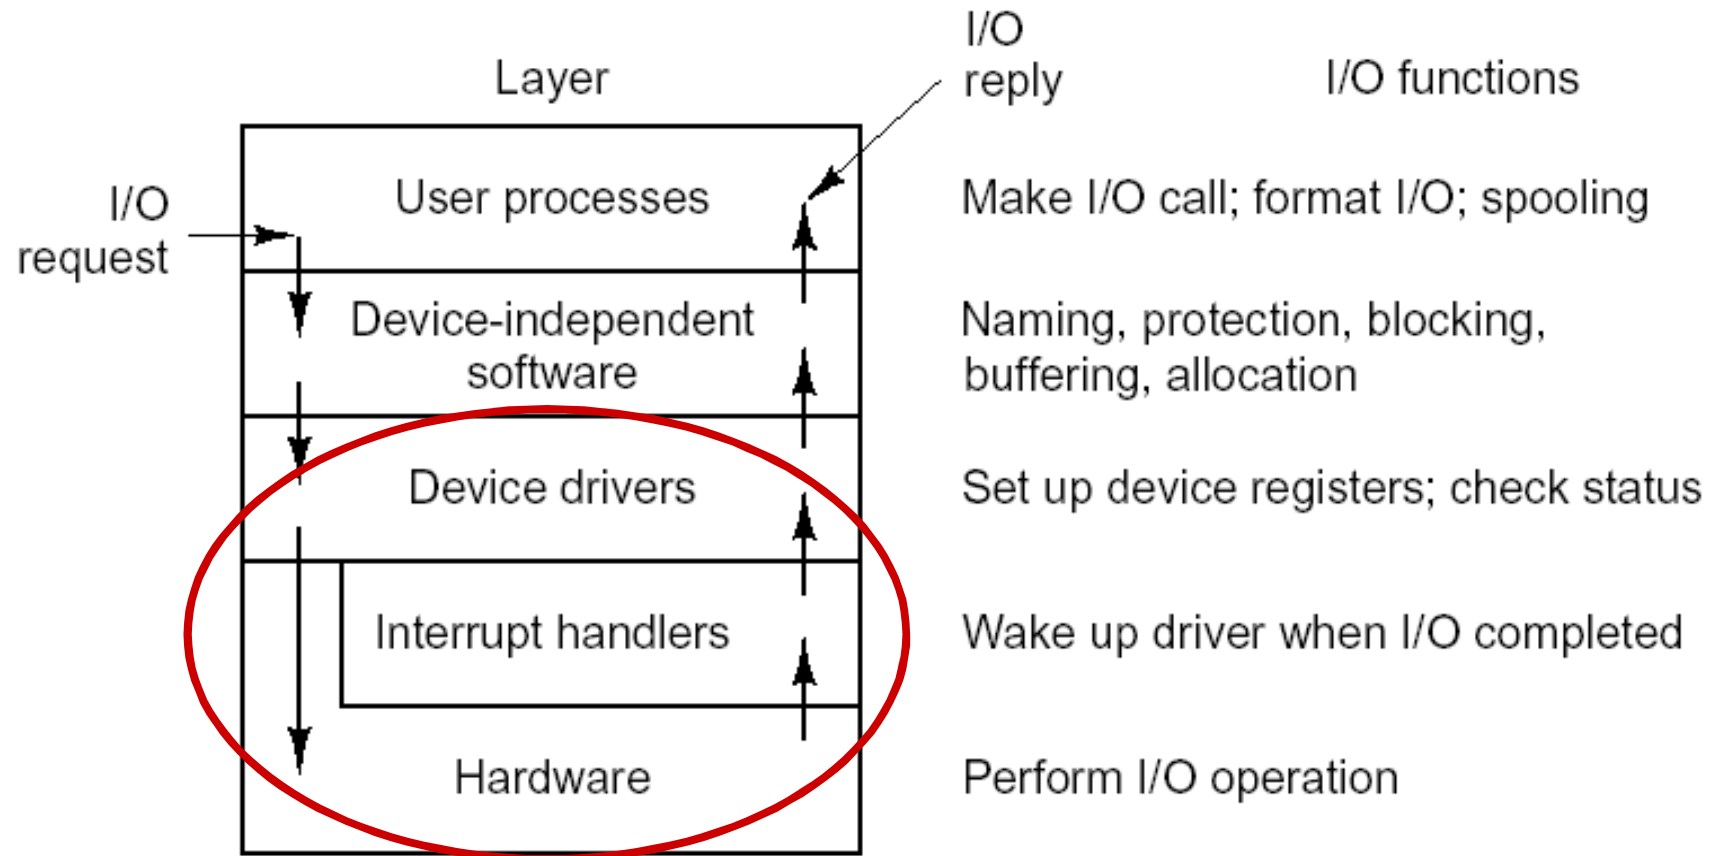 Layer
I/O
reply
I/O functions
I/O
request
User processes
Make I/O call; format I/O; spooling
Device-independent
software
Naming, protection, blocking,
buffering, allocation
Device drivers
Set up device registers; check status
Interrupt handlers
Wake up driver when I/O completed
Hardware
Perform I/O operation